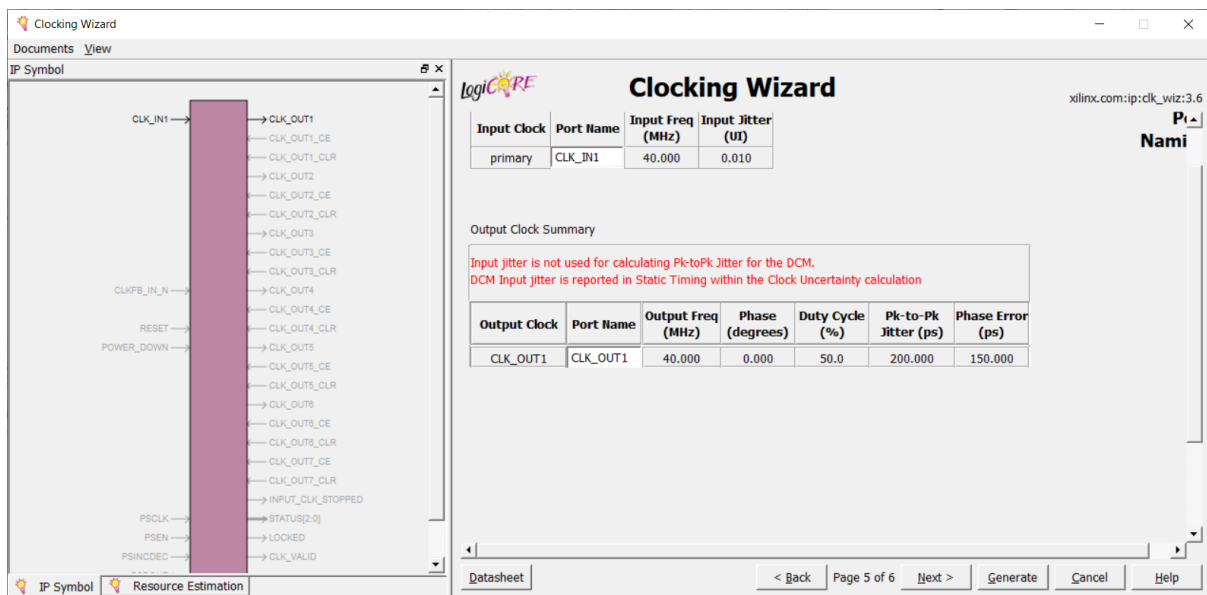 Clocking Wizard
Documents View
IP Symbol
CLK_IN1
CLKFB_IN_N
RESET
POWER_DOWN
PSCLK
PSEN
PSINCDEC
CLK_OUT1
CLK_OUT1_CE
CLK_OUT1_CLR
CLK_OUT2
CLK_OUT2_CE
CLK_OUT2_CLR
CLK_OUT3
CLK_OUT3_CE
CLK_OUT3_CLR
CLK_OUT4
CLK_OUT4_CE
CLK_OUT4_CLR
CLK_OUT5
CLK_OUT5_CE
CLK_OUT5_CLR
CLK_OUT6
CLK_OUT6_CE
CLK_OUT6_CLR
CLK_OUT7_CE
CLK_OUT7_CLR
INPUT_CLK_STOPPED
STATUS[2:0]
LOCKED
CLK_VALID
IP Symbol Resource Estimation
LogiCORE
Clocking Wizard
xilinx.com:ip:clk_wiz:3.6
Nami
Input Clock Port Name Input Freq (MHz) Input Jitter (UI)
primary CLK_IN1 40.000 0.010
Output Clock Summary
Input jitter is not used for calculating Pk-toPk Jitter for the DCM.
DCM Input jitter is reported in Static Timing within the Clock Uncertainty calculation
Output Clock Port Name Output Freq (MHz) Phase (degrees) Duty Cycle (%) Pk-to-Pk Jitter (ps) Phase Error (ps)
CLK_OUT1 CLK_OUT1 40.000 0.000 50.0 200.000 150.000
Datasheet < Back Page 5 of 6 Next > Generate Cancel Help